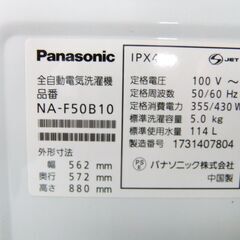 Panasonic
全自動電気洗濯機
品番
NA-F50B10
外形寸法
幅 562 mm
奥行 572 mm
高さ 880 mm
IPX4
JET
定格電圧 100 V～
定格周波数 50/60 Hz
定格消費電力 355/430 W
標準洗濯容量 5.0 kg
標準使用水量 114 L
製造番号 1731407804
PS E
パナソニック株式会社
中国製